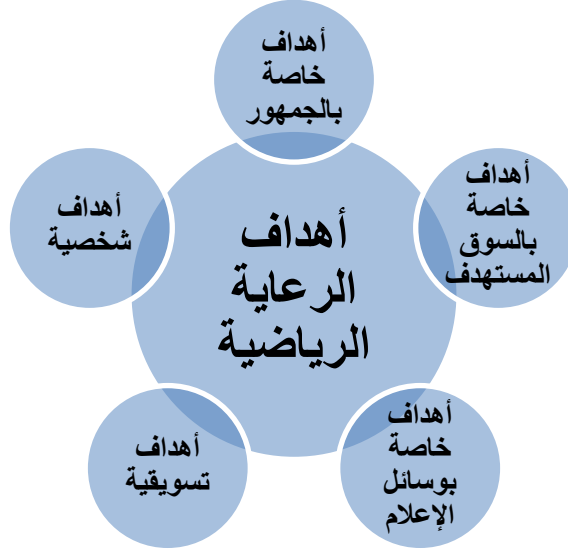 أهداف
خاصة
بالجمهور
أهداف
خاصة
بالسوق
المستهدف
أهداف
شخصية
أهداف
الرعاية
الرياضية
أهداف
خاصة
بوسائل
الإعلام
أهداف
تسويقية